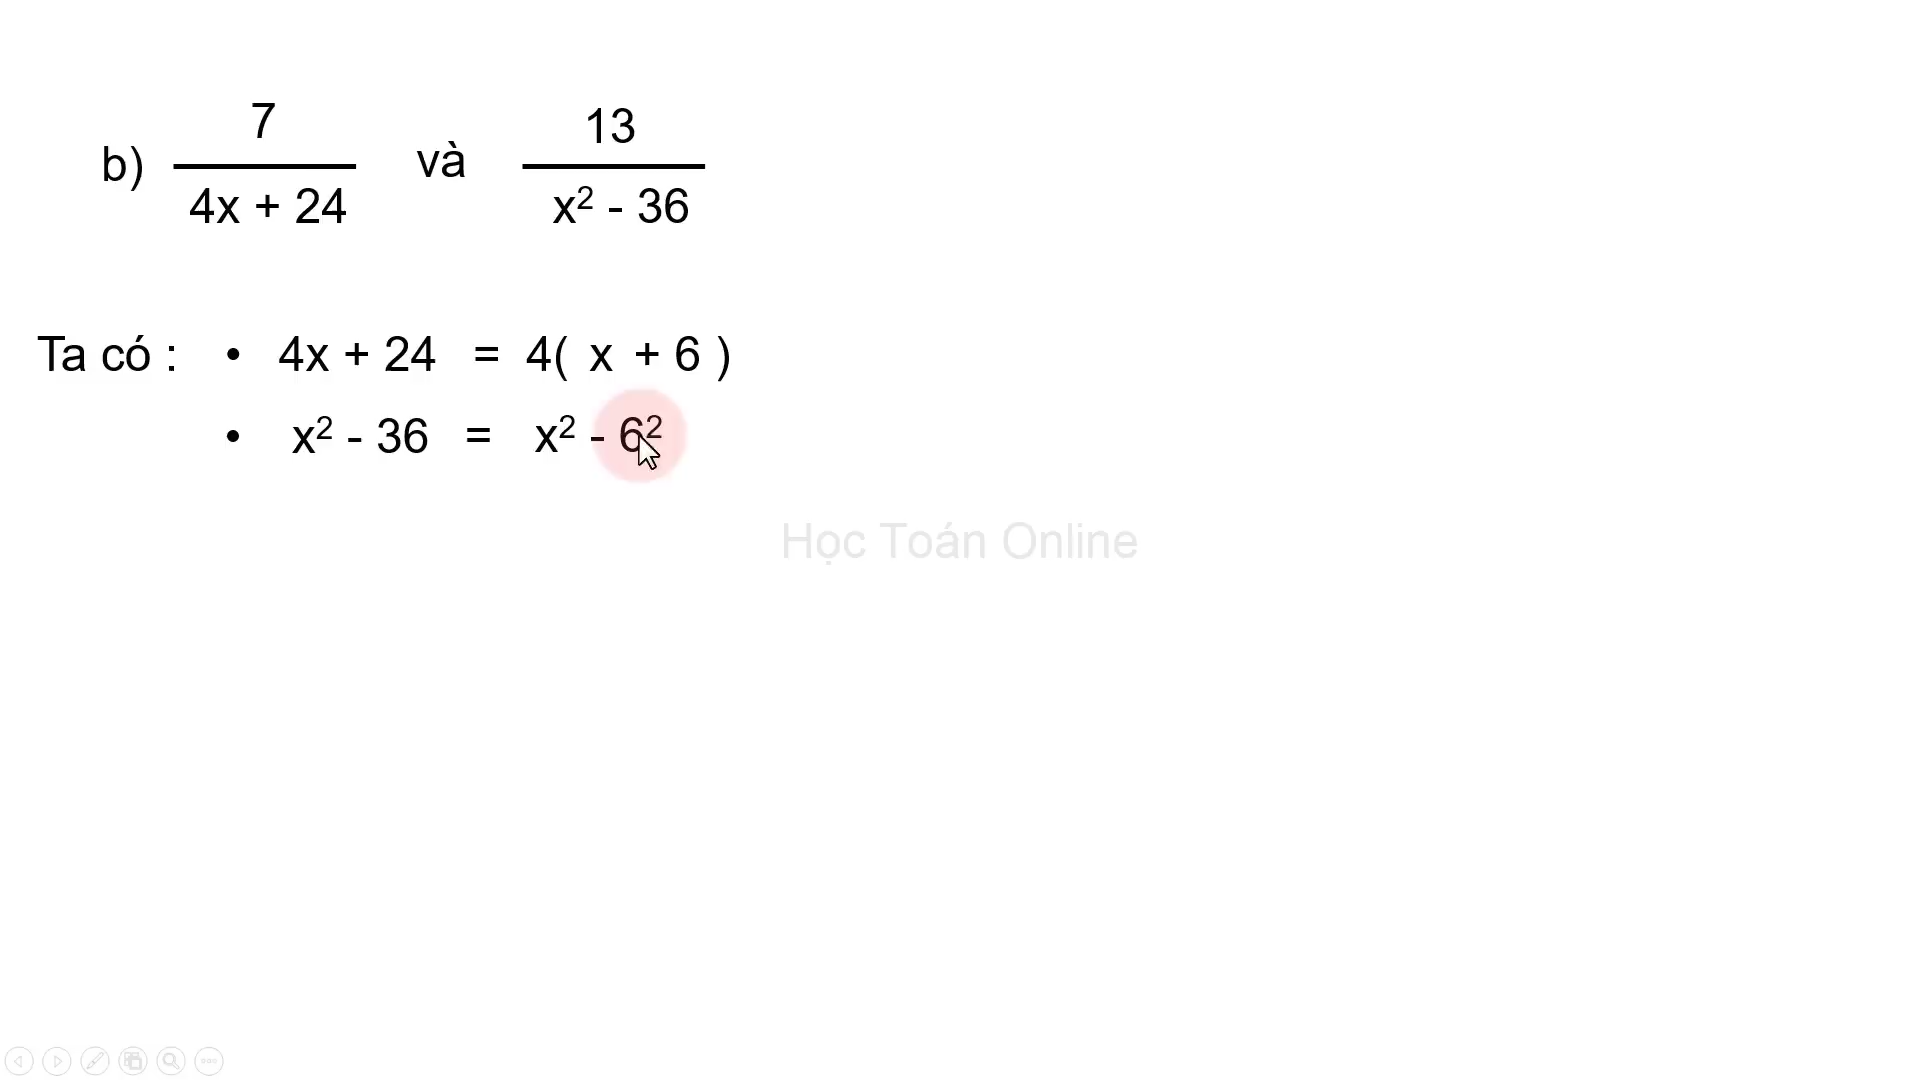 b) 7/(4x + 24) và 13/(x² - 36)
Ta có : • 4x + 24 = 4( x + 6 )
• x² - 36 = x² - 6²
Học Toán Online